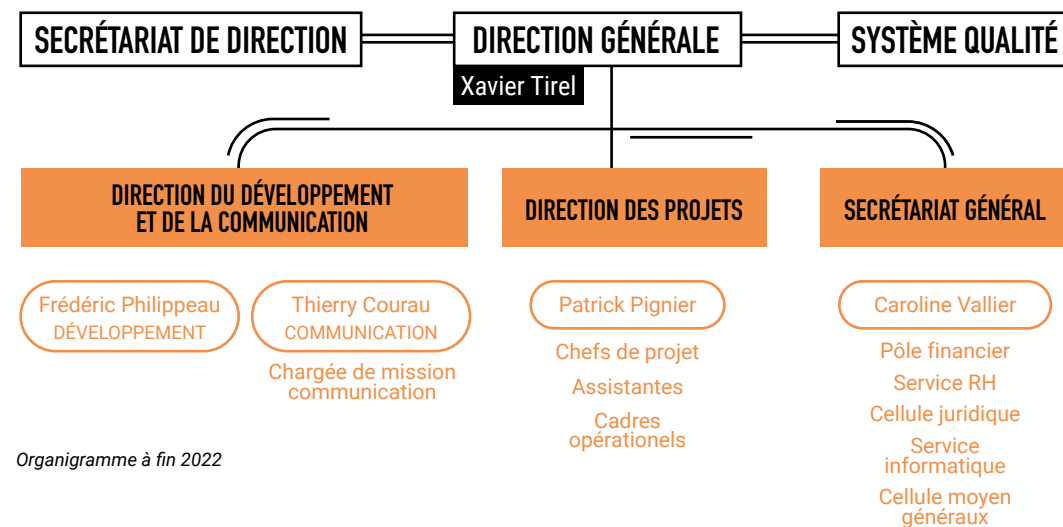 SECRÉTARIAT DE DIRECTION
DIRECTION GÉNÉRALE
SYSTÈME QUALITÉ
Xavier Tirel
DIRECTION DU DÉVELOPPEMENT
ET DE LA COMMUNICATION
DIRECTION DES PROJETS
SECRÉTARIAT GÉNÉRAL
Frédéric Philippeau
DÉVELOPPEMENT
Thierry Courau
COMMUNICATION
Chargée de mission
communication
Patrick Pignier
Chefs de projet
Assistantes
Cadres
opérationels
Caroline Vallier
Pôle financier
Service RH
Cellule juridique
Service
informatique
Cellule moyen
généraux
Organigramme à fin 2022